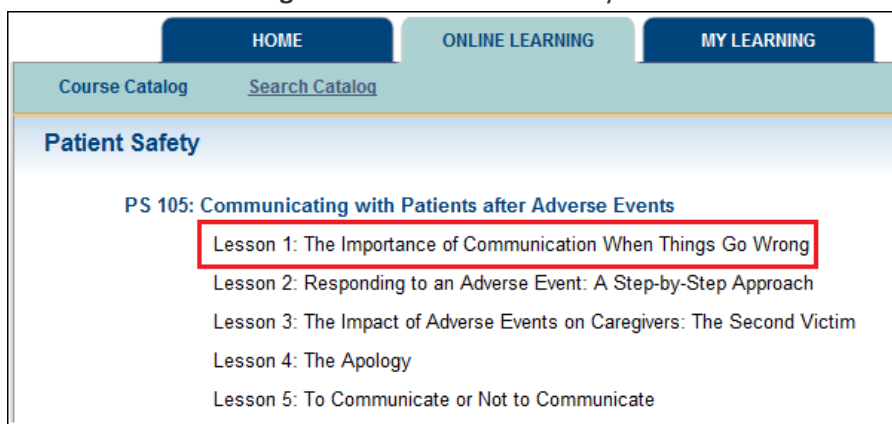 HOME ONLINE LEARNING MY LEARNING
Course Catalog Search Catalog
Patient Safety
PS 105: Communicating with Patients after Adverse Events
Lesson 1: The Importance of Communication When Things Go Wrong
Lesson 2: Responding to an Adverse Event: A Step-by-Step Approach
Lesson 3: The Impact of Adverse Events on Caregivers: The Second Victim
Lesson 4: The Apology
Lesson 5: To Communicate or Not to Communicate